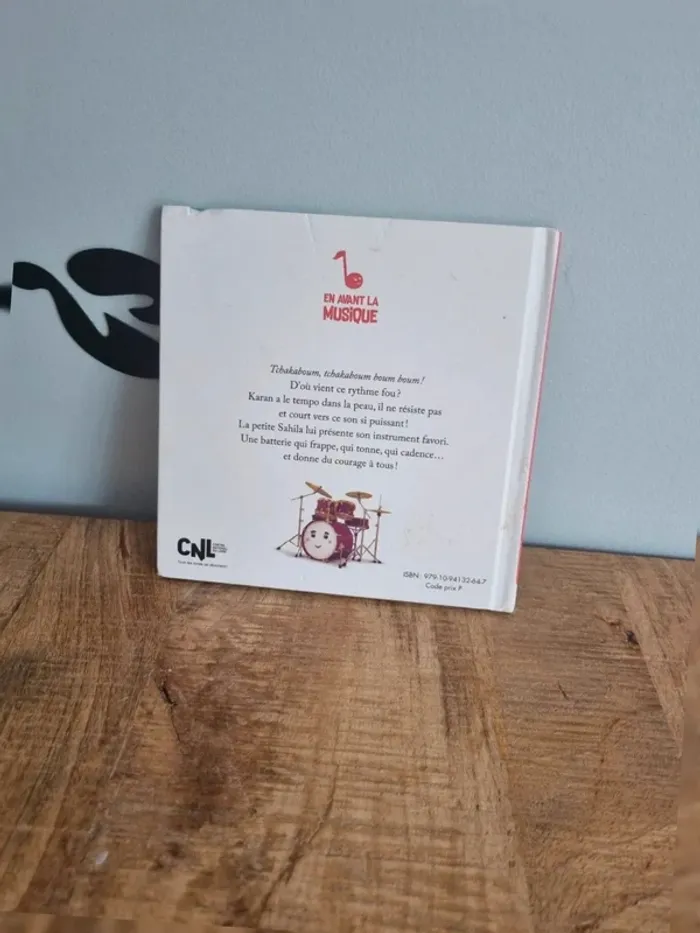 EN AVANT LA
MUSIQUE
Tchakaboum, tchakaboum boum boum !
D'où vient ce rythme fou ?
Karan a le tempo dans la peau, il ne résiste pas
et court vers ce son si puissant !
La petite Sahila lui présente son instrument favori.
Une batterie qui frappe, qui tonne, qui cadence...
et donne du courage à tous !
CNL
ISBN : 979-10-94132-64-7
Code prix F